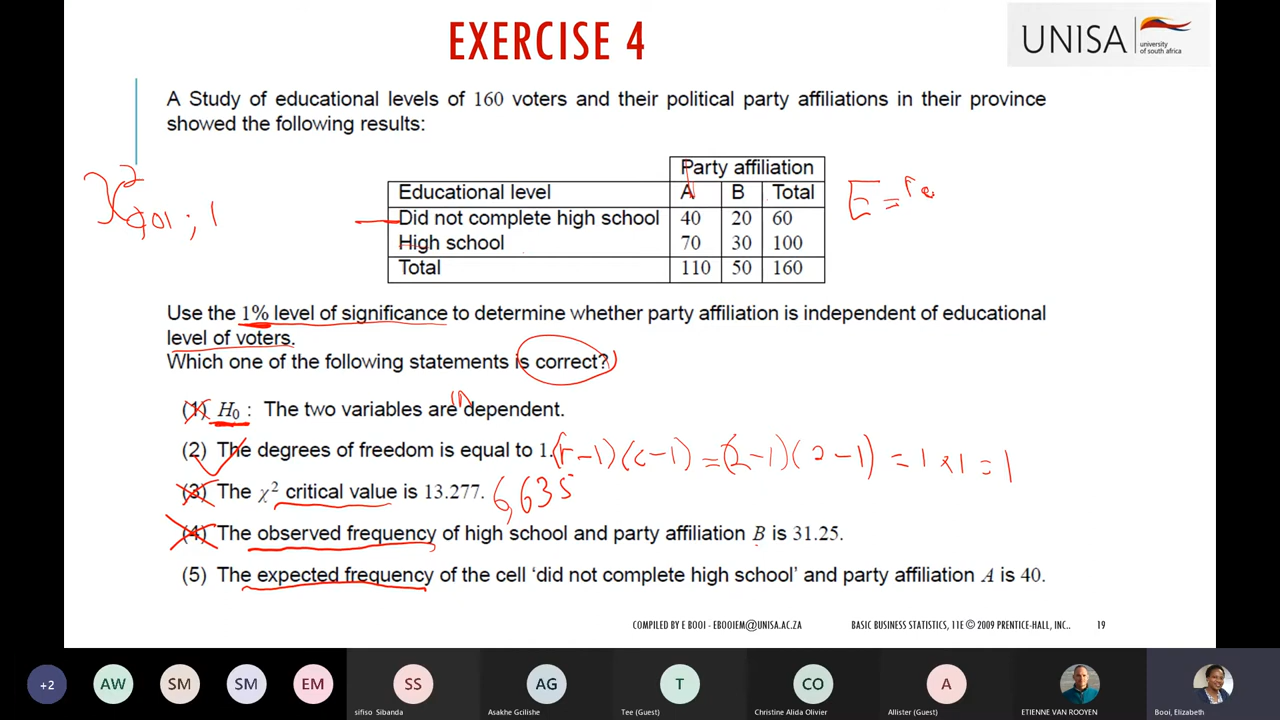 EXERCISE 4
UNISA
university
of south africa
A Study of educational levels of 160 voters and their political party affiliations in their province
showed the following results:
Party affiliation
Educational level A B Total
Did not complete high school 40 20 60
High school 70 30 100
Total 110 50 160
E =
Use the 1% level of significance to determine whether party affiliation is independent of educational
level of voters.
Which one of the following statements is correct?
(1) H₀ : The two variables are dependent.
in
(2) The degrees of freedom is equal to 1. (r-1)(c-1) = (2-1)(2-1) = 1 × 1 = 1
(3) The χ² critical value is 13.277. 6,635
(4) The observed frequency of high school and party affiliation B is 31.25.
(5) The expected frequency of the cell ‘did not complete high school’ and party affiliation A is 40.
COMPILED BY E BOOI - EBOOIEM@UNISA.AC.ZA BASIC BUSINESS STATISTICS, 11E © 2009 PRENTICE-HALL, INC.. 19
+2 AW SM SM EM SS AG T CO A
sifiso Sibanda Asakhe Gcilishe Tee (Guest) Christine Alida Olivier Allister (Guest) ETIENNE VAN ROOYEN Booi, Elizabeth